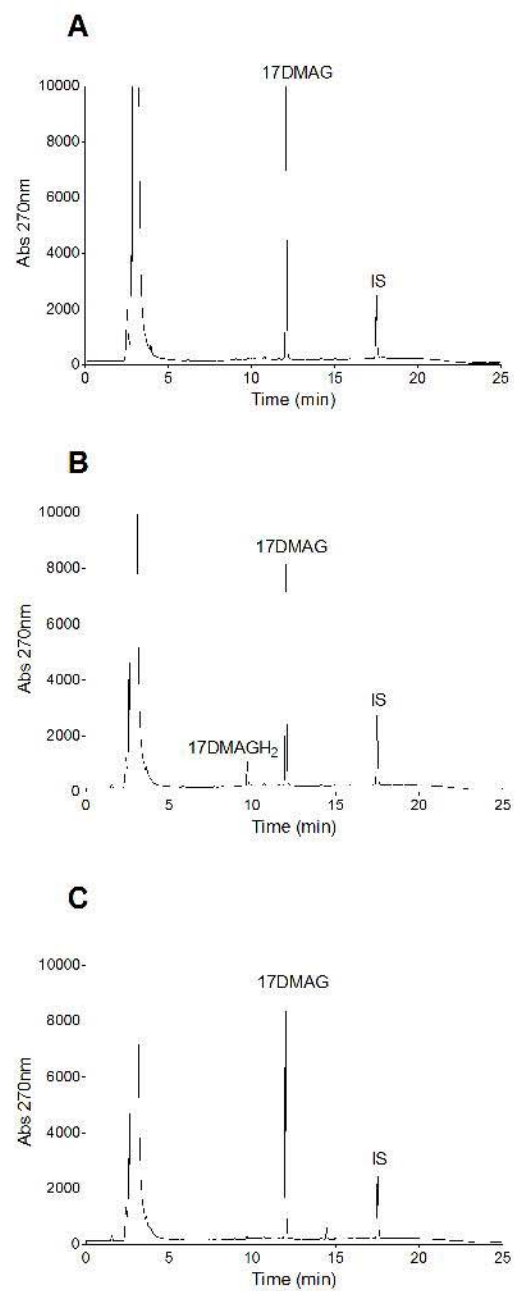 A
17DMAG
10000
8000
6000
4000
2000
0
Abs 270nm
IS
0 5 10 15 20 25
Time (min)
B
10000-
8000-
6000-
4000-
2000-
0
Abs 270nm
17DMAG
17DMAGH2
IS
0 5 10 15 20 25
Time (min)
C
10000-
8000-
6000-
4000-
2000-
0
Abs 270nm
17DMAG
IS
0 5 10 15 20 25
Time (min)